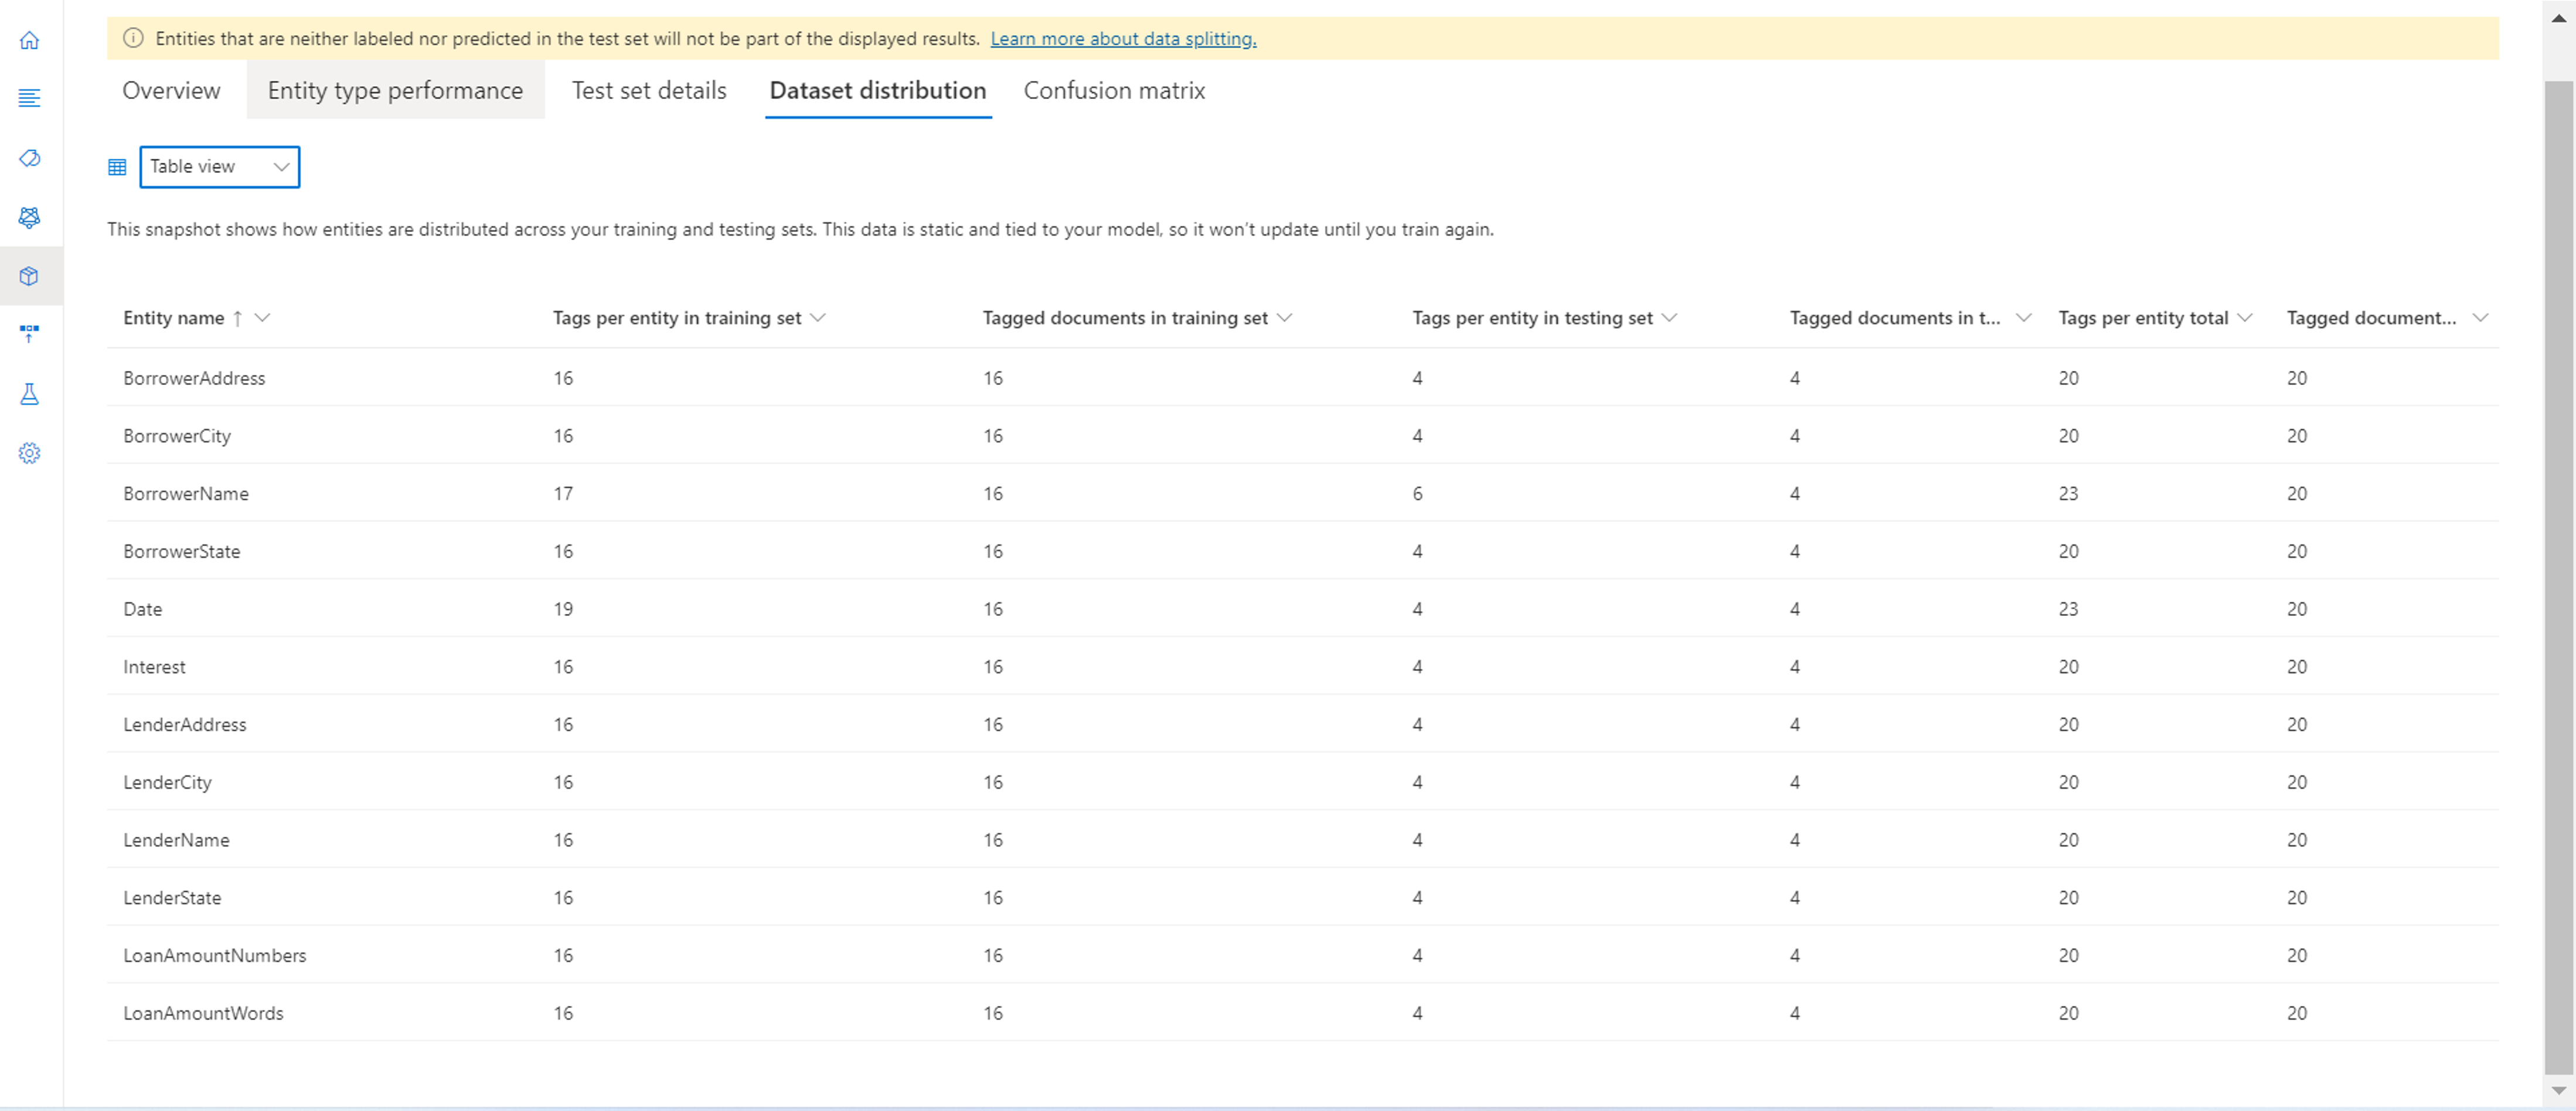 Entities that are neither labeled nor predicted in the test set will not be part of the displayed results. Learn more about data splitting.
Overview Entity type performance Test set details Dataset distribution Confusion matrix
Table view
This snapshot shows how entities are distributed across your training and testing sets. This data is static and tied to your model, so it won't update until you train again.
Entity name ↑ Tags per entity in training set Tagged documents in training set Tags per entity in testing set Tagged documents in t... Tags per entity total Tagged document...
BorrowerAddress 16 16 4 4 20 20
BorrowerCity 16 16 4 4 20 20
BorrowerName 17 16 6 4 23 20
BorrowerState 16 16 4 4 20 20
Date 19 16 4 4 23 20
Interest 16 16 4 4 20 20
LenderAddress 16 16 4 4 20 20
LenderCity 16 16 4 4 20 20
LenderName 16 16 4 4 20 20
LenderState 16 16 4 4 20 20
LoanAmountNumbers 16 16 4 4 20 20
LoanAmountWords 16 16 4 4 20 20